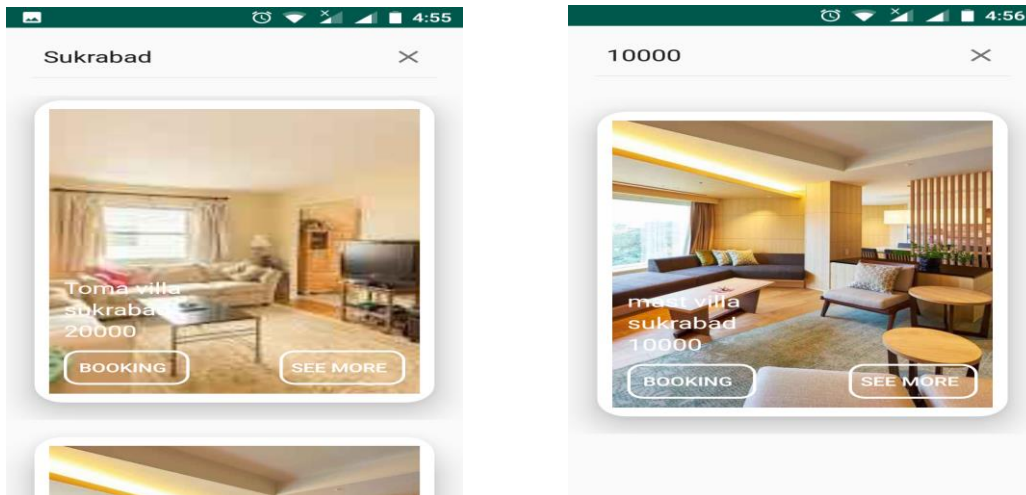 4:55
Sukrabad
Toma villa
sukrabad
20000
BOOKING
SEE MORE
4:56
10000
mast villa
sukrabad
10000
BOOKING
SEE MORE